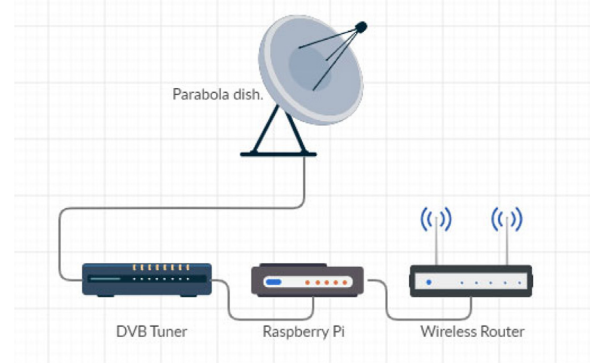 Parabola dish.
DVB Tuner
Raspberry Pi
Wireless Router